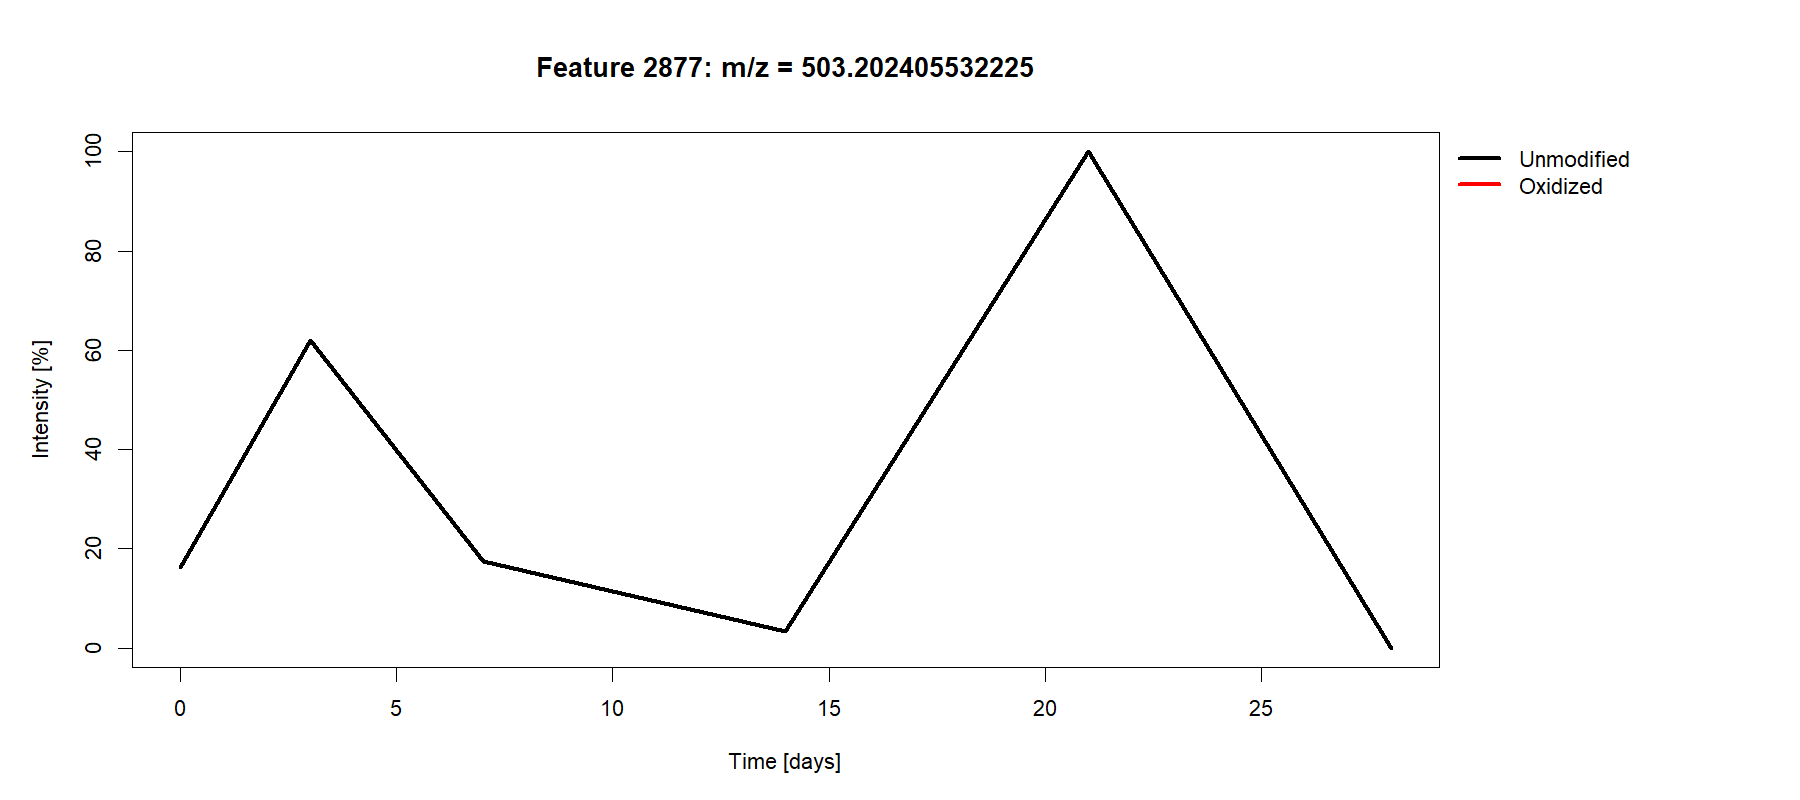 Feature 2877: m/z = 503.202405532225
Unmodified
Oxidized
Intensity [%]
100
80
60
40
20
0
0 5 10 15 20 25
Time [days]